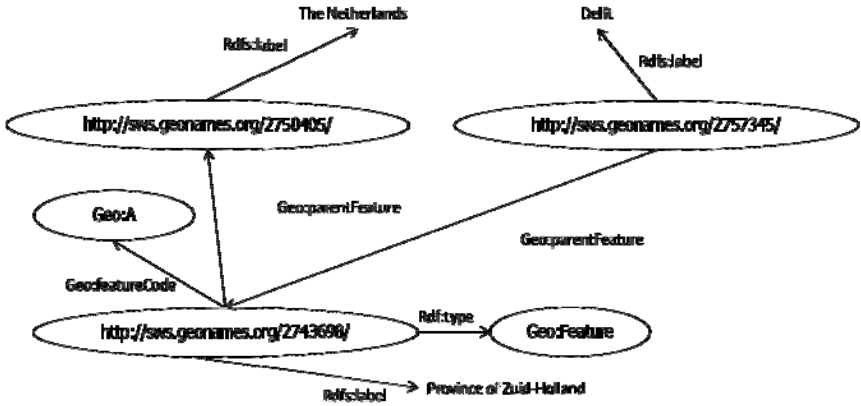 The Netherlands
Delft
Rdfs:label
Rdfs:label
http://sws.geonames.org/2750405/
http://sws.geonames.org/2757345/
Geo:A
Geo:parentFeature
Geo:parentFeature
Geo:featureCode
http://sws.geonames.org/2743698/
Rdf:type
Geo:Feature
Rdfs:label
Province of Zuid-Holland